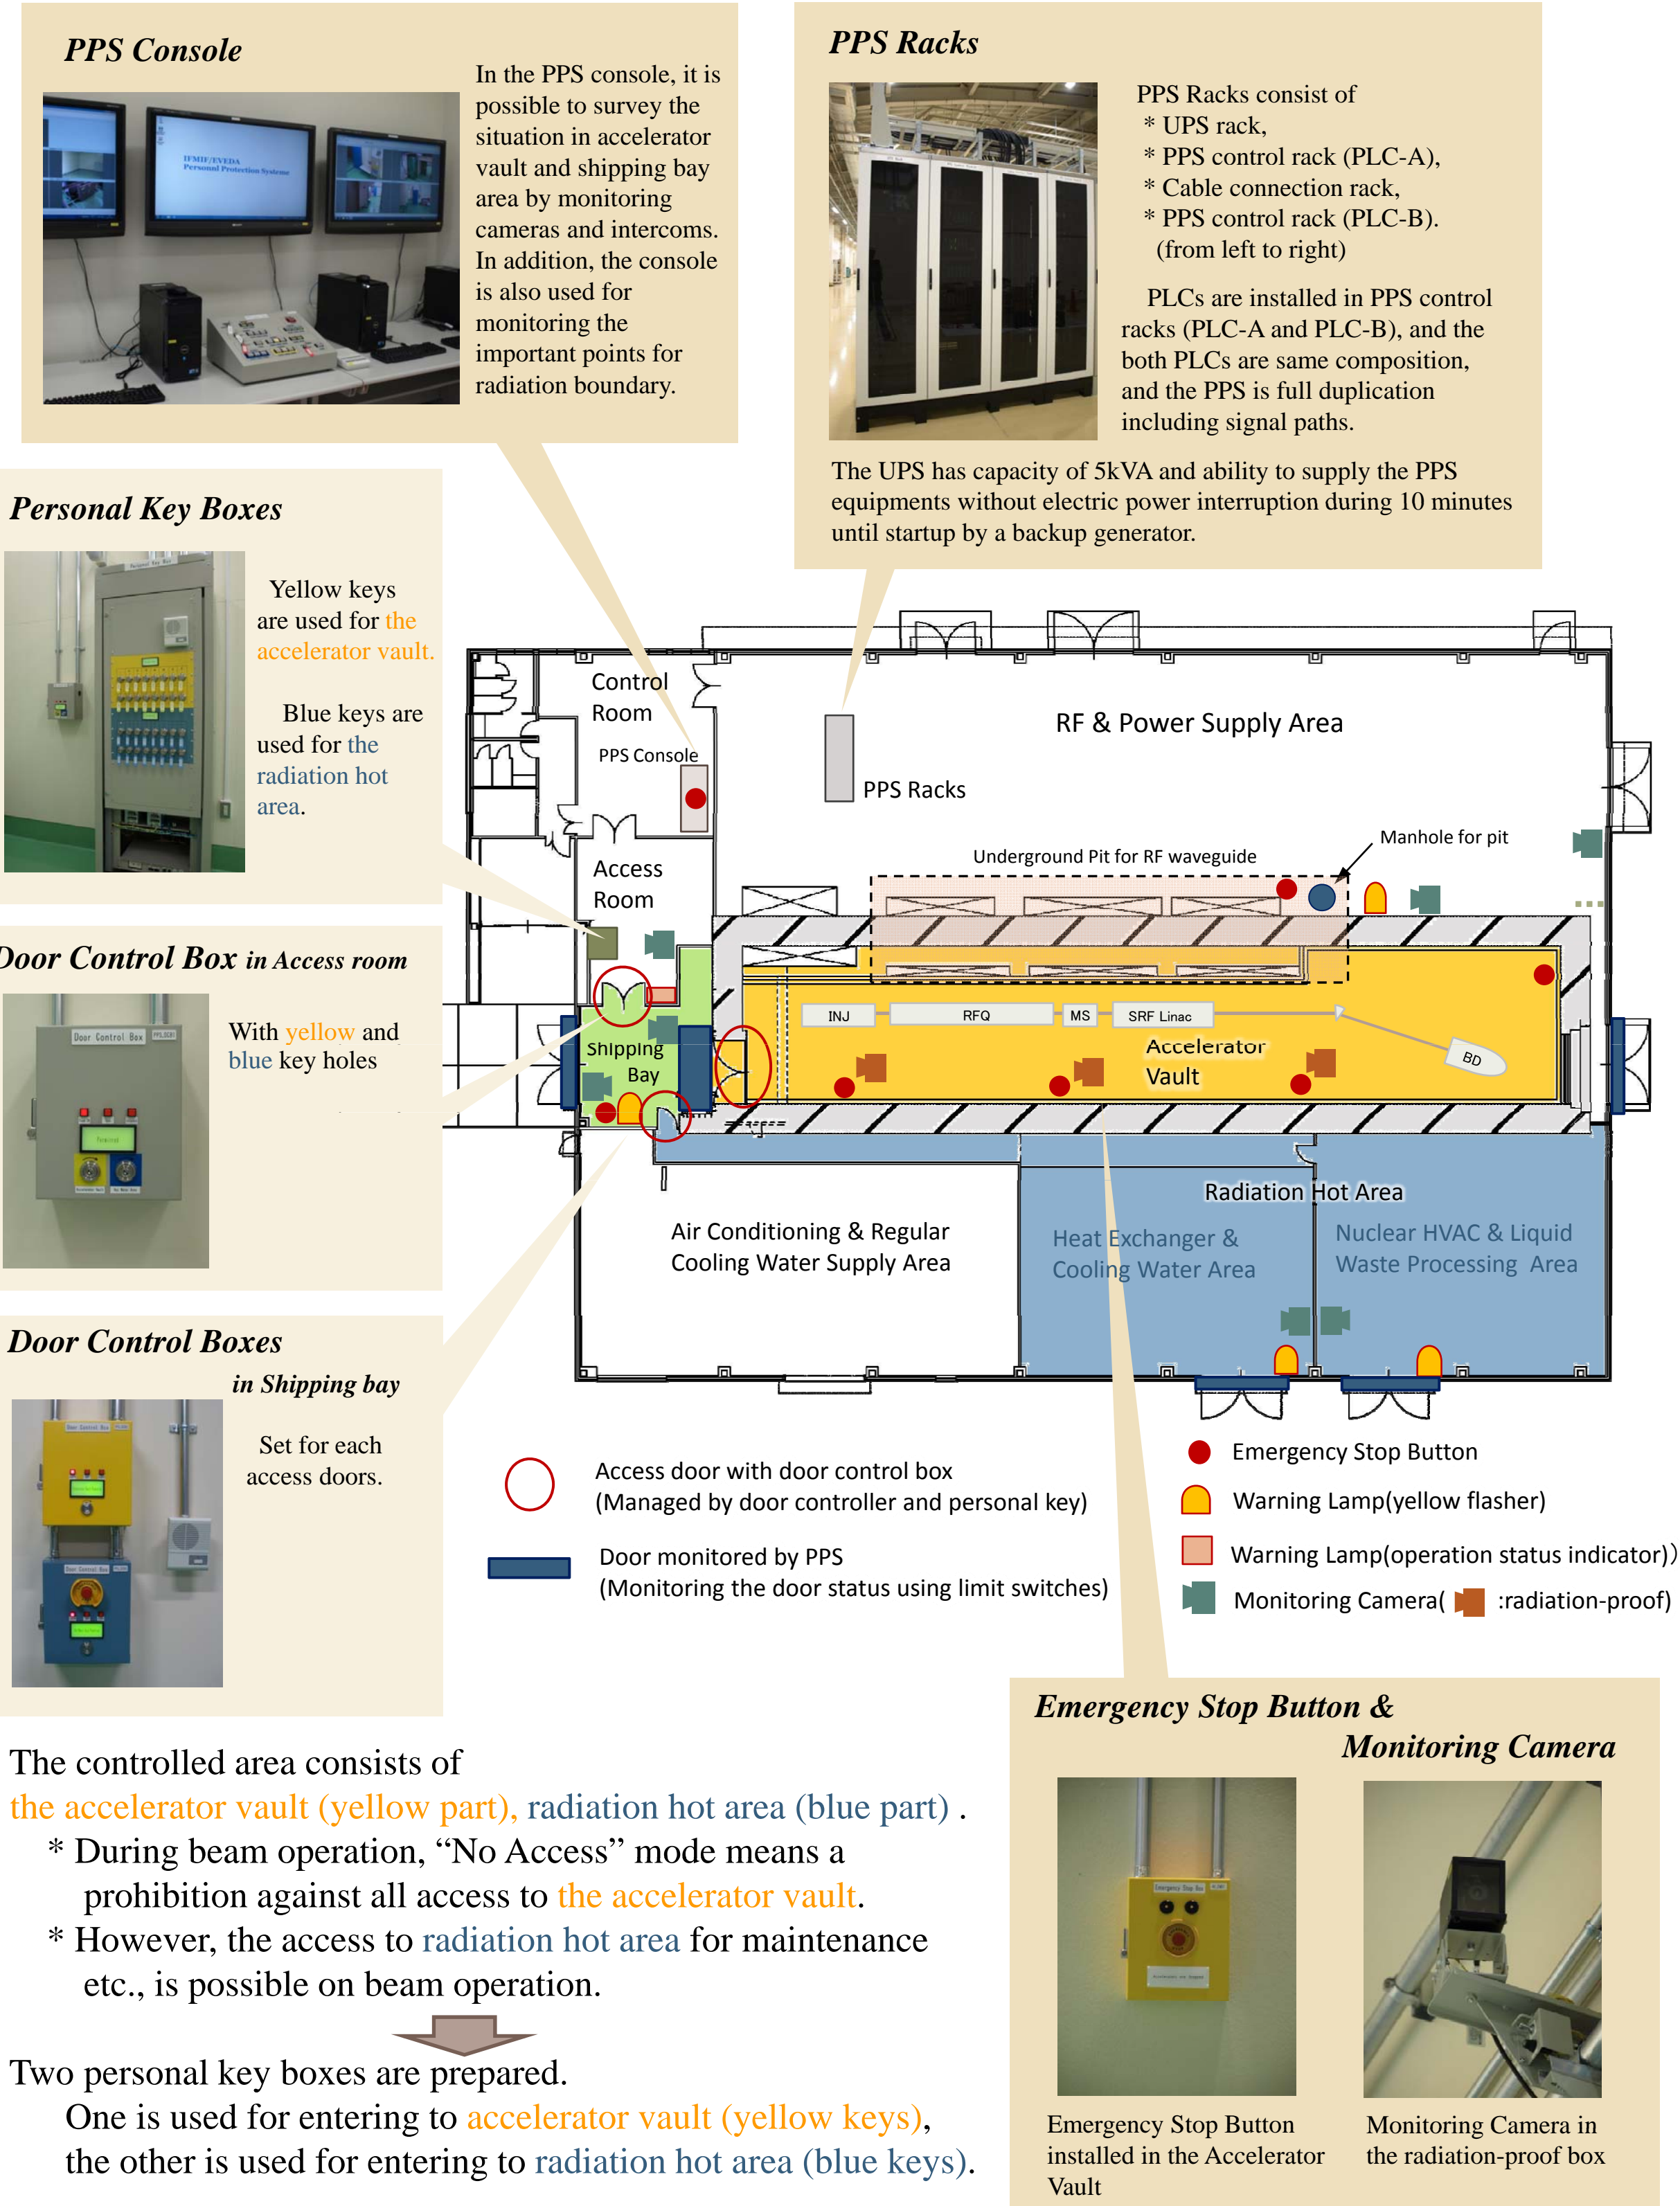 PPS Console
In the PPS console, it is
possible to survey the
situation in accelerator
vault and shipping bay
area by monitoring
cameras and intercoms.
In addition, the console
is also used for
monitoring the
important points for
radiation boundary.
IFMIF/EVEDA
Personnl Protection Systeme
PPS Racks
PPS Racks consist of
* UPS rack,
* PPS control rack (PLC-A),
* Cable connection rack,
* PPS control rack (PLC-B).
(from left to right)
PLCs are installed in PPS control
racks (PLC-A and PLC-B), and the
both PLCs are same composition,
and the PPS is full duplication
including signal paths.
The UPS has capacity of 5kVA and ability to supply the PPS
equipments without electric power interruption during 10 minutes
until startup by a backup generator.
Personal Key Boxes
Yellow keys
are used for the
accelerator vault.
Blue keys are
used for the
radiation hot
area.
Door Control Box in Access room
With yellow and
blue key holes
Door Control Box
Door Control Boxes
in Shipping bay
Set for each
access doors.
Door Control Box
Door Control Box
Control
Room
PPS Console
RF & Power Supply Area
PPS Racks
Manhole for pit
Underground Pit for RF waveguide
Access
Room
INJ
RFQ
MS
SRF Linac
BD
Accelerator
Vault
Shipping
Bay
Radiation Hot Area
Air Conditioning & Regular
Cooling Water Supply Area
Heat Exchanger &
Cooling Water Area
Nuclear HVAC & Liquid
Waste Processing Area
Access door with door control box
(Managed by door controller and personal key)
Door monitored by PPS
(Monitoring the door status using limit switches)
Emergency Stop Button
Warning Lamp(yellow flasher)
Warning Lamp(operation status indicator))
Monitoring Camera( :radiation-proof)
The controlled area consists of
the accelerator vault (yellow part), radiation hot area (blue part) .
* During beam operation, “No Access” mode means a
prohibition against all access to the accelerator vault.
* However, the access to radiation hot area for maintenance
etc., is possible on beam operation.
Two personal key boxes are prepared.
One is used for entering to accelerator vault (yellow keys),
the other is used for entering to radiation hot area (blue keys).
Emergency Stop Button &
Monitoring Camera
Emergency Stop Box
Emergency Stop Button
installed in the Accelerator
Vault
Monitoring Camera in
the radiation-proof box